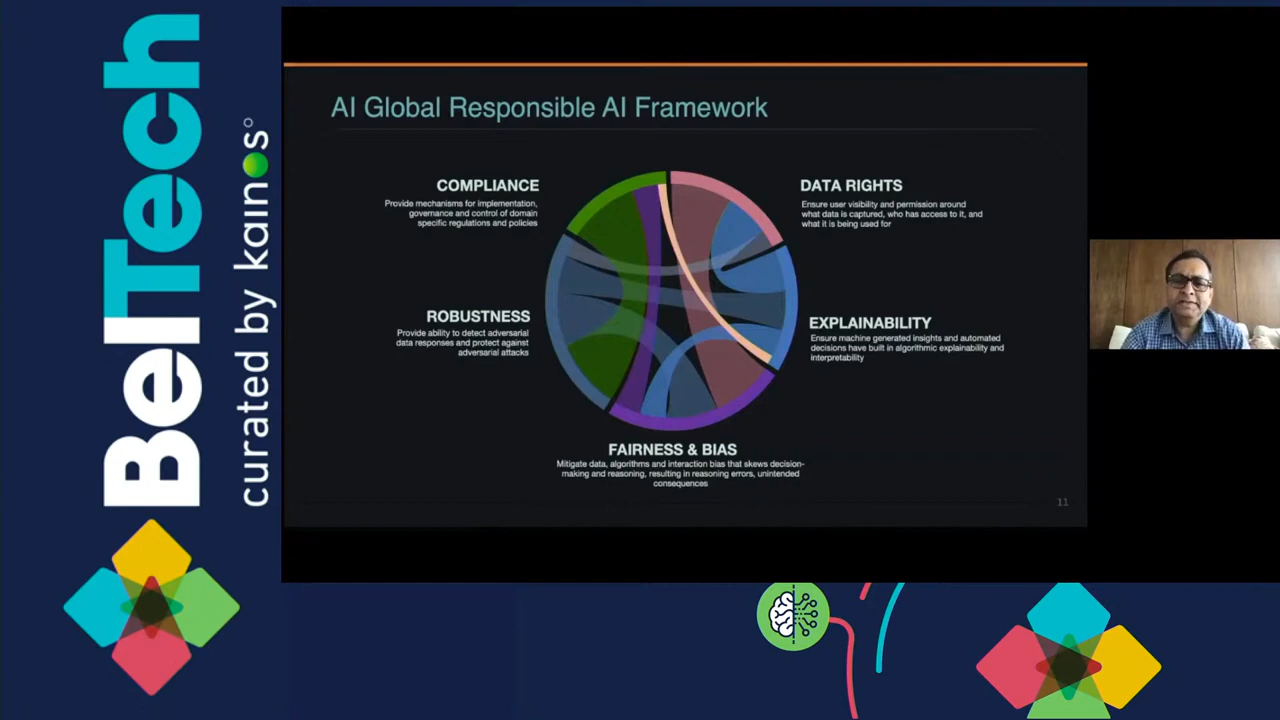 BelTech
curated by kainos
AI Global Responsible AI Framework
COMPLIANCE
Provide mechanisms for implementation,
governance and control of domain
specific regulations and policies
DATA RIGHTS
Ensure user visibility and permission around
what data is captured, who has access to it, and
what it is being used for
ROBUSTNESS
Provide ability to detect adversarial
data responses and protect against
adversarial attacks
EXPLAINABILITY
Ensure machine generated insights and automated
decisions have built in algorithmic explainability and
interpretability
FAIRNESS & BIAS
Mitigate data, algorithms and interaction bias that skews decision-
making and reasoning, resulting in reasoning errors, unintended
consequences
11